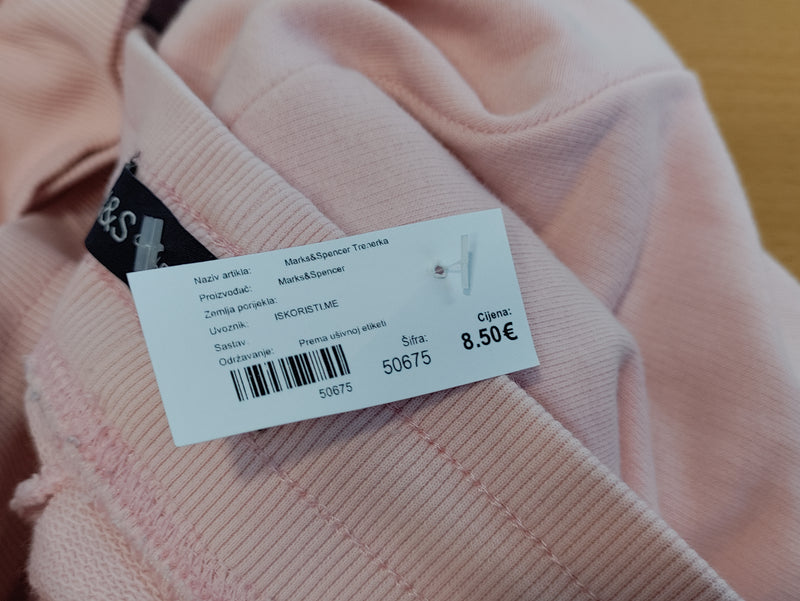 &S
Naziv artikla: Marks&Spencer Trenerka
Proizvođač: Marks&Spencer
Zemlja porijekla:
Uvoznik: ISKORISTI.ME
Sastav:
Održavanje: Prema ušivnoj etiketi
50675
Šifra:
50675
Cijena:
8.50€